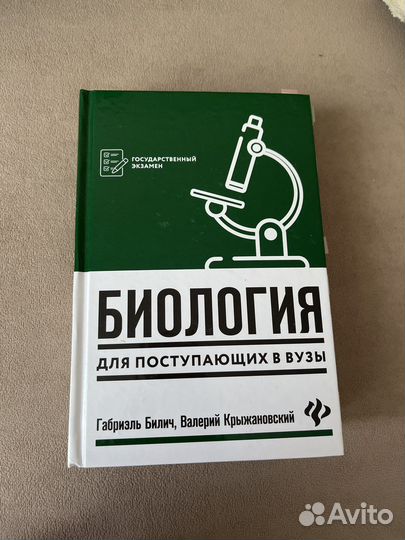 ГОСУДАРСТВЕННЫЙ
ЭКЗАМЕН
БИОЛОГИЯ
ДЛЯ ПОСТУПАЮЩИХ В ВУЗЫ
Габриэль Билич, Валерий Крыжановский
Avito